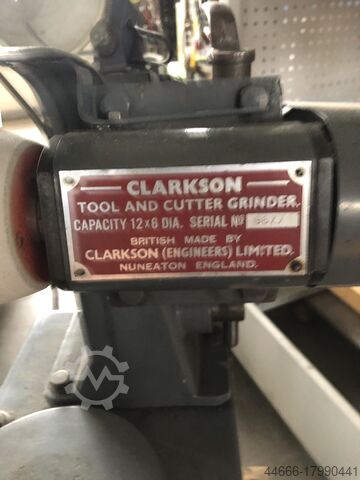 CLARKSON
TOOL AND CUTTER GRINDER.
CAPACITY 12×6 DIA. SERIAL Nº
BRITISH MADE BY
CLARKSON (ENGINEERS) LIMITED.
NUNEATON ENGLAND.
44666-17990441